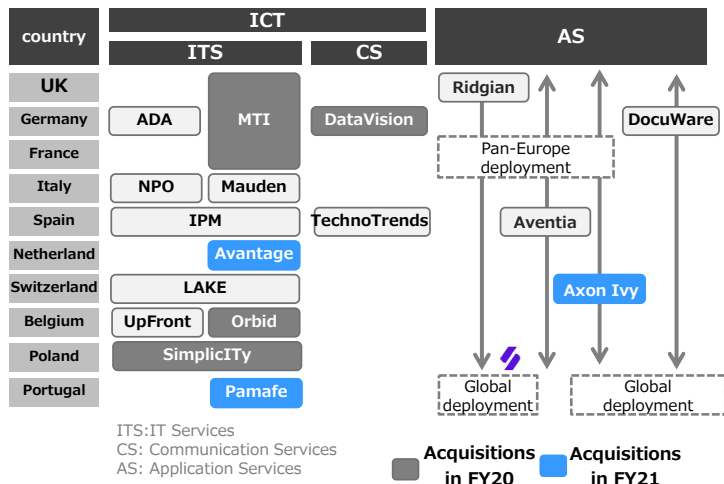 country
ICT
AS
ITS
CS
UK
MTI
Ridgian
Germany
ADA
DataVision
DocuWare
France
Pan-Europe
deployment
Italy
NPO
Mauden
Spain
IPM
TechnoTrends
Aventia
Netherland
Avantage
Switzerland
LAKE
Axon Ivy
Belgium
UpFront
Orbid
Poland
SimplicITy
Portugal
Pamafe
Global
deployment
Global
deployment
ITS:IT Services
CS: Communication Services
AS: Application Services
Acquisitions
in FY20
Acquisitions
in FY21